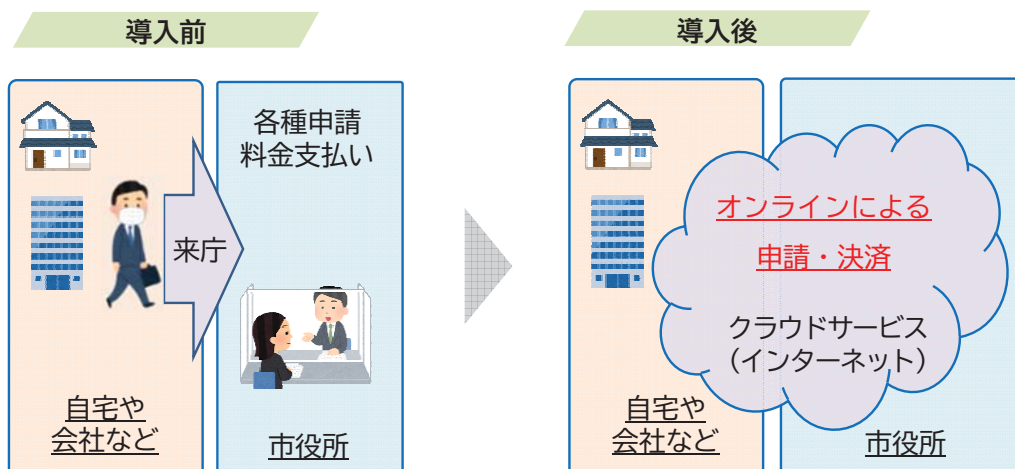 導入前
各種申請
料金支払い
来庁
自宅や
会社など
市役所
導入後
オンラインによる
申請・決済
クラウドサービス
（インターネット）
自宅や
会社など
市役所